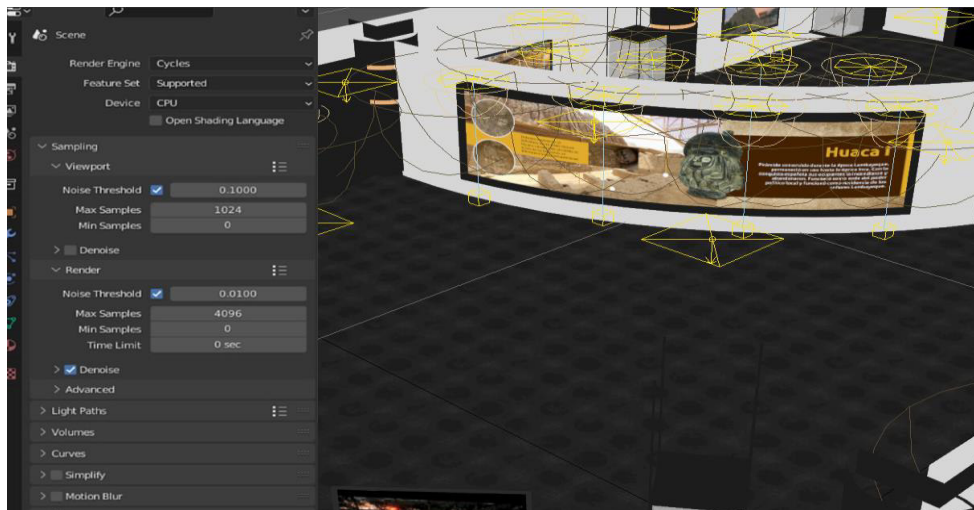 Scene
Render Engine Cycles
Feature Set Supported
Device CPU
Open Shading Language
Sampling
Viewport
Noise Threshold 0.1000
Max Samples 1024
Min Samples 0
Denoise
Render
Noise Threshold 0.0100
Max Samples 4096
Min Samples 0
Time Limit 0 sec
Denoise
Advanced
Light Paths
Volumes
Curves
Simplify
Motion Blur
Huaca I